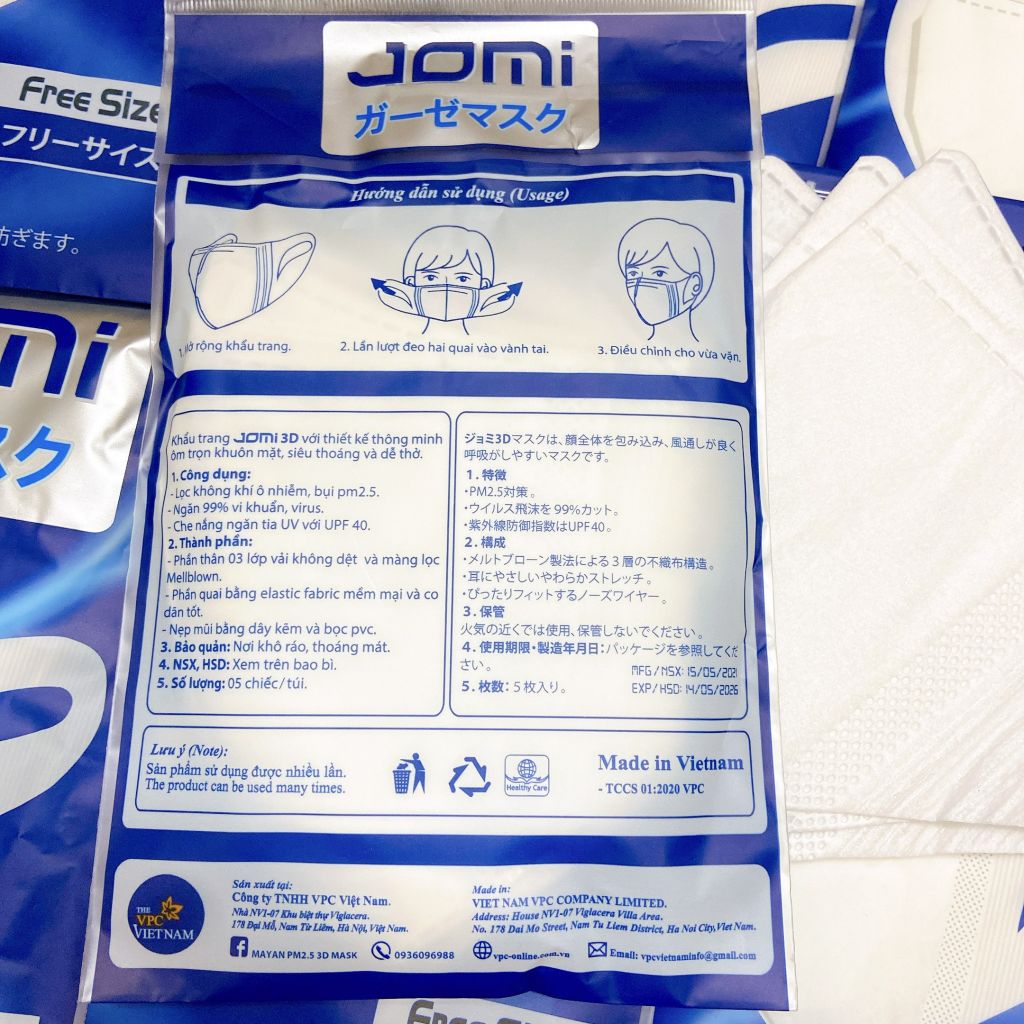 Free Size
フリーサイズ
防ぎます。
Jomi
ガーゼマスク
Hướng dẫn sử dụng (Usage)
1. Mở rộng khẩu trang.
2. Lần lượt đeo hai quai vào vành tai.
3. Điều chỉnh cho vừa vặn.
Khẩu trang JOMi 3D với thiết kế thông minh
ôm trọn khuôn mặt, siêu thoáng và dễ thở.
1. Công dụng:
- Lọc không khí ô nhiễm, bụi pm2.5.
- Ngăn 99% vi khuẩn, virus.
- Che nắng ngăn tia UV với UPF 40.
2. Thành phần:
- Phần thân 03 lớp vải không dệt và màng lọc
Mellblown.
- Phần quai bằng elastic fabric mềm mại và co
dãn tốt.
- Nẹp mũi bằng dây kẽm và bọc pvc.
3. Bảo quản: Nơi khô ráo, thoáng mát.
4. NSX, HSD: Xem trên bao bì.
5. Số lượng: 05 chiếc/túi.
ジョミ3Dマスクは、顔全体を包み込み、風通しが良く
呼吸がしやすいマスクです。
1. 特徴
・PM2.5対策。
・ウイルス飛沫を99%カット。
・紫外線防御指数はUPF40。
2. 構成
・メルトブローン製法による3層の不織布構造。
・耳にやさしいやわらかストレッチ。
・ぴったりフィットするノーズワイヤー。
3. 保管
火気の近くでは使用、保管しないでください。
4. 使用期限・製造年月日: パッケージを参照してくだ
さい。
MFG/NSX: 15/05/2021
5. 枚数: 5枚入り。
EXP/HSD: 14/05/2026
Lưu ý (Note):
Sản phẩm sử dụng được nhiều lần.
The product can be used many times.
Healthy Care
Made in Vietnam
- TCCS 01:2020 VPC
THE
VPC
VIETNAM
Sản xuất tại:
Công ty TNHH VPC Việt Nam.
Nhà NV1-07 Khu biệt thự Viglacera.
178 Đại Mỗ, Nam Từ Liêm, Hà Nội, Việt Nam.
MAYAN PM2.5 3D MASK
0936096988
Made in:
VIET NAM VPC COMPANY LIMITED.
Address: House NV1-07 Viglacera Villa Area.
No. 178 Dai Mo Street, Nam Tu Liem District, Ha Noi City,Viet Nam.
vpc-online.com.vn
Email: vpcvietnaminfo@gmail.com
Free Size